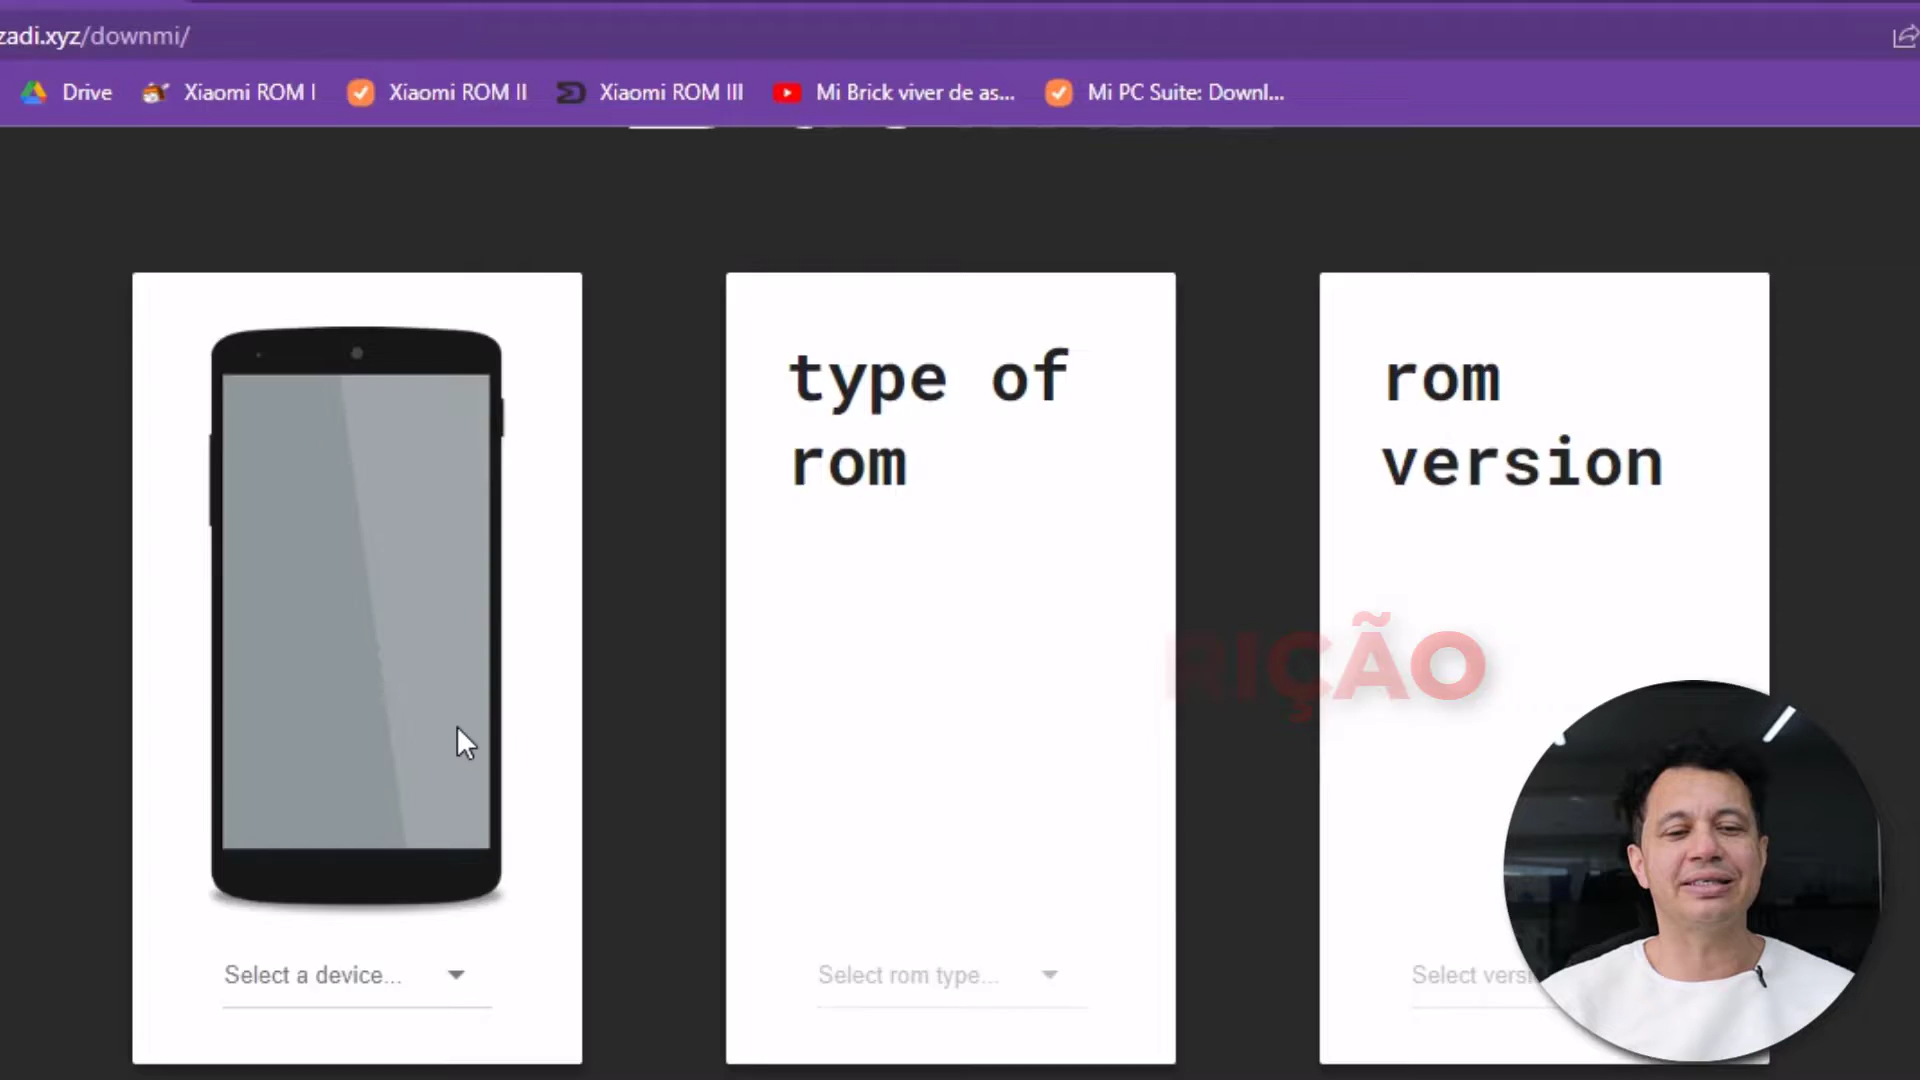 zadi.xyz/downmi/
Drive
Xiaomi ROM I
Xiaomi ROM II
Xiaomi ROM III
Mi Brick viver de as...
Mi PC Suite: Downl...
type of
rom
rom
version
RIÇÃO
Select a device...
Select rom type...
Select versi